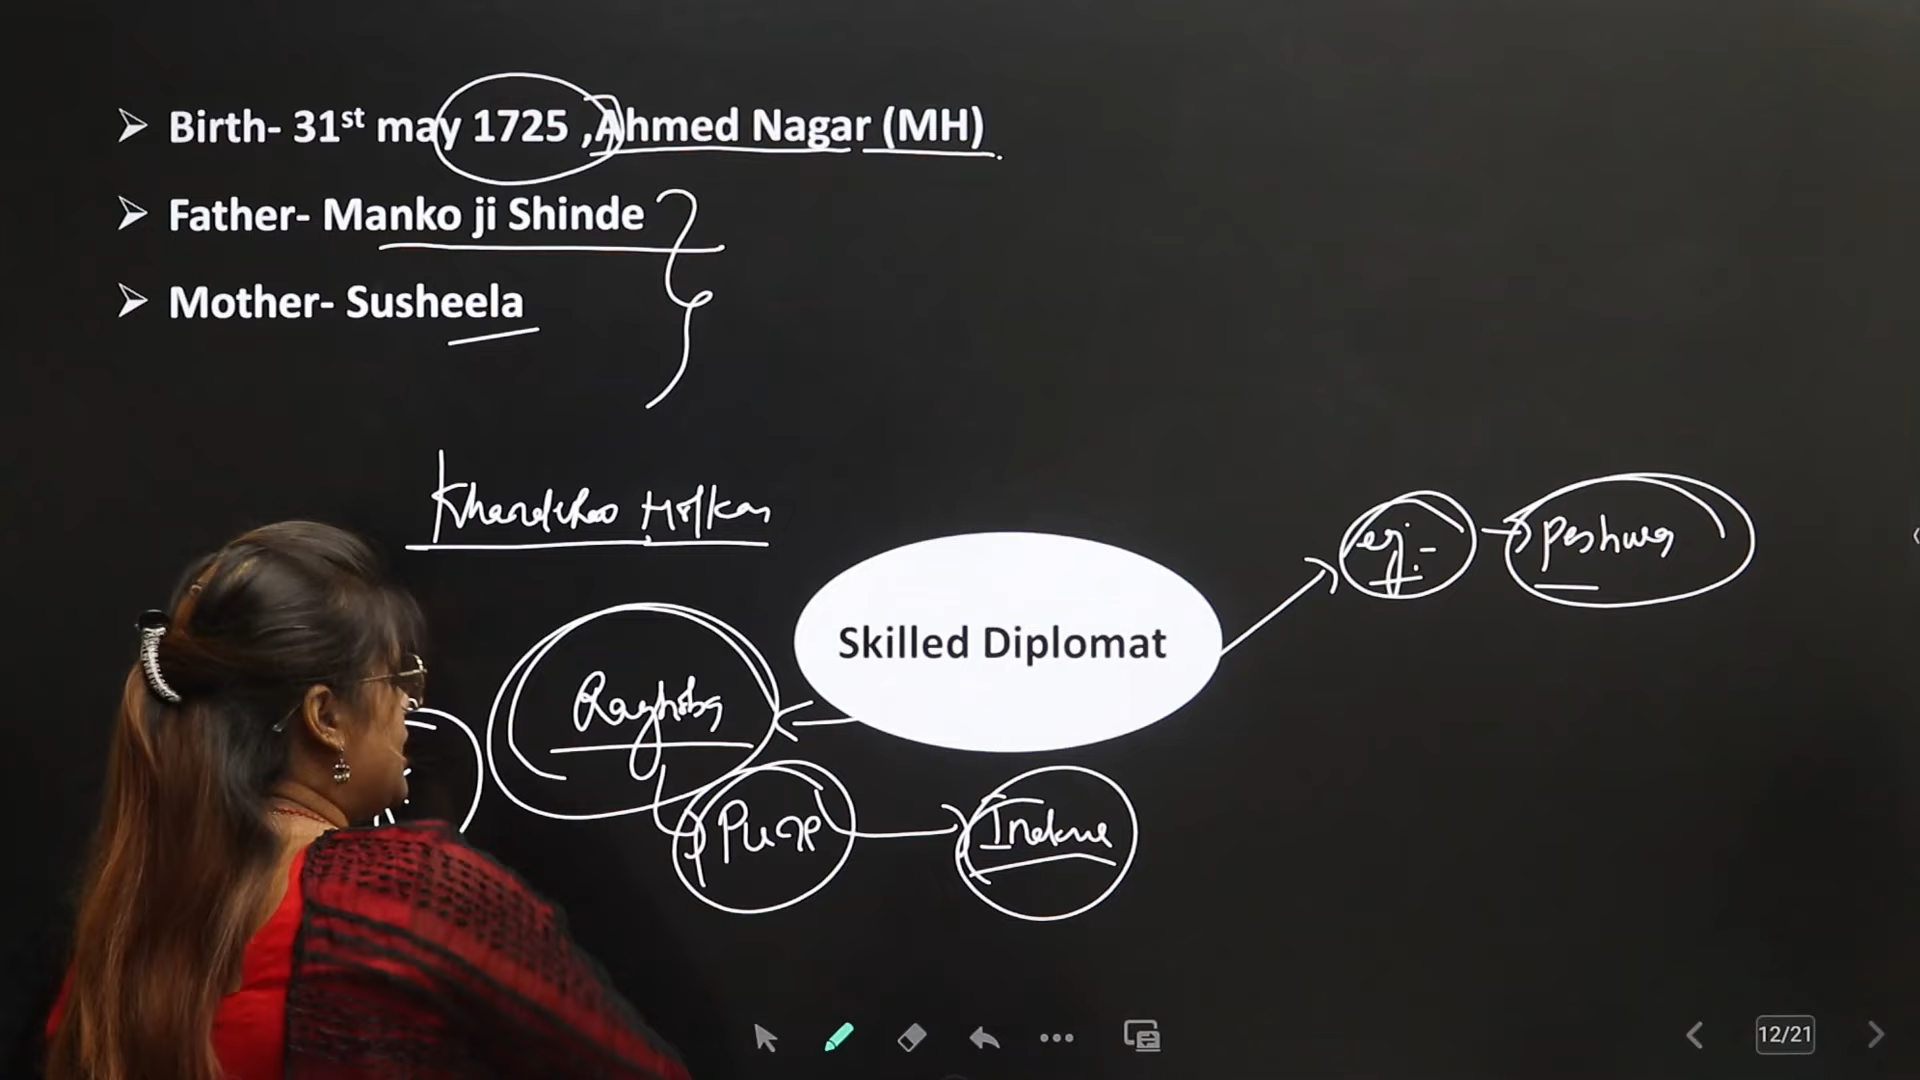 ➢ Birth- 31st may 1725 ,Ahmed Nagar (MH)
➢ Father- Manko ji Shinde
➢ Mother- Susheela
Khanderao Holkar
eg:- → Peshwa
Skilled Diplomat
Raghoba
Pune → Indore
12/21